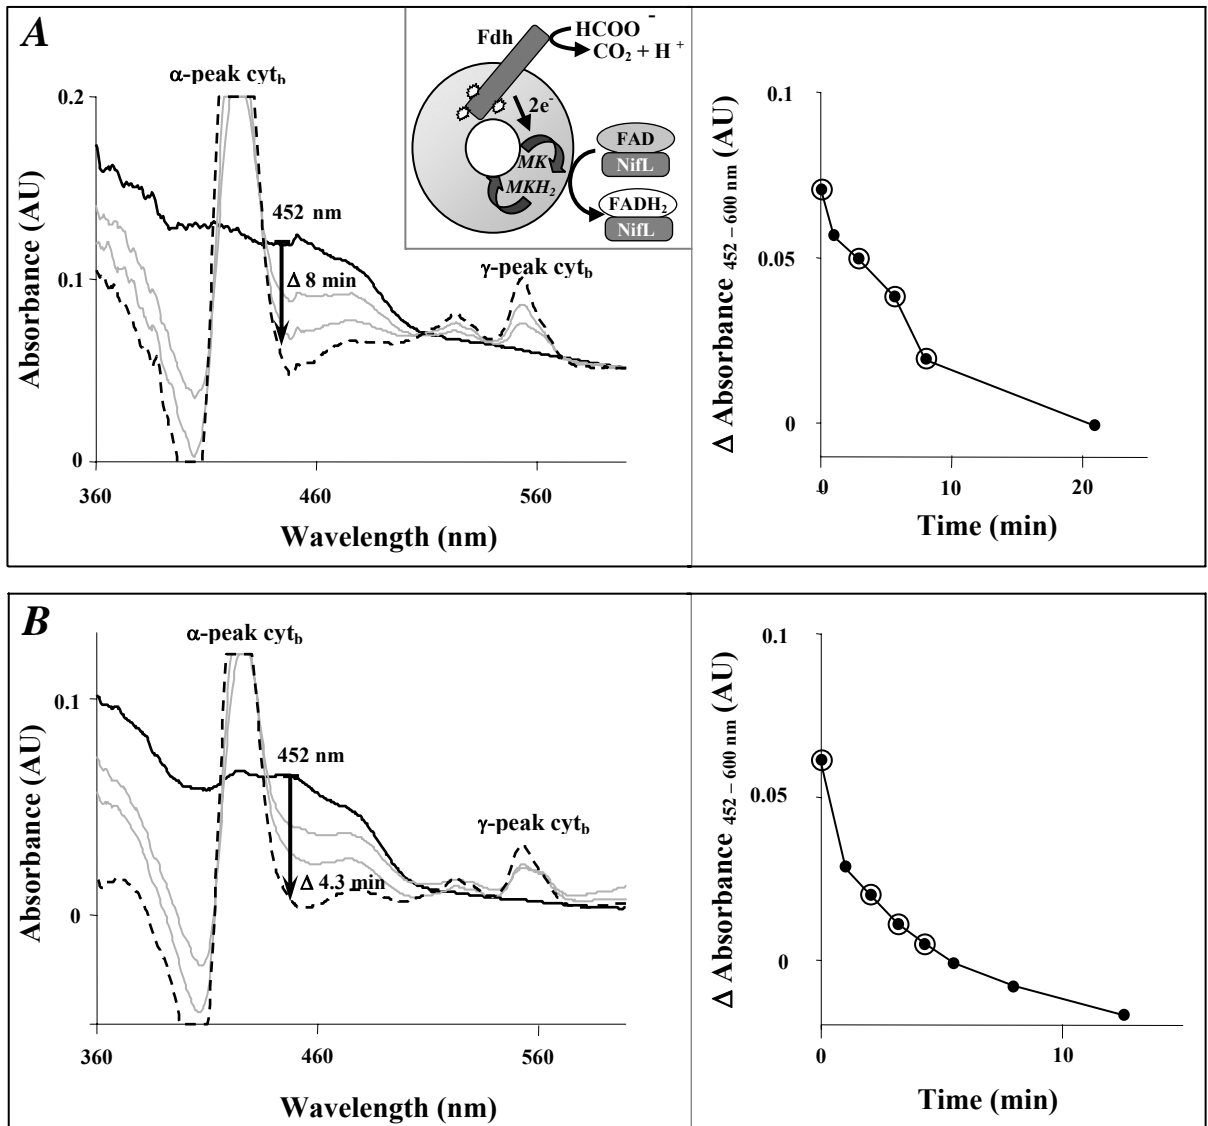 A
α-peak cytb
0.2
0.1
0
Absorbance (AU)
452 nm
Δ 8 min
γ-peak cytb
360
460
560
Wavelength (nm)
Fdh
HCOO -
CO2 + H +
2e-
MK
MKH2
FAD
NifL
FADH2
NifL
0.1
0.05
0
Δ Absorbance 452 – 600 nm (AU)
0
10
20
Time (min)
B
α-peak cytb
0.1
0
Absorbance (AU)
452 nm
Δ 4.3 min
γ-peak cytb
360
460
560
Wavelength (nm)
0.1
0.05
0
Δ Absorbance 452 – 600 nm (AU)
0
10
Time (min)